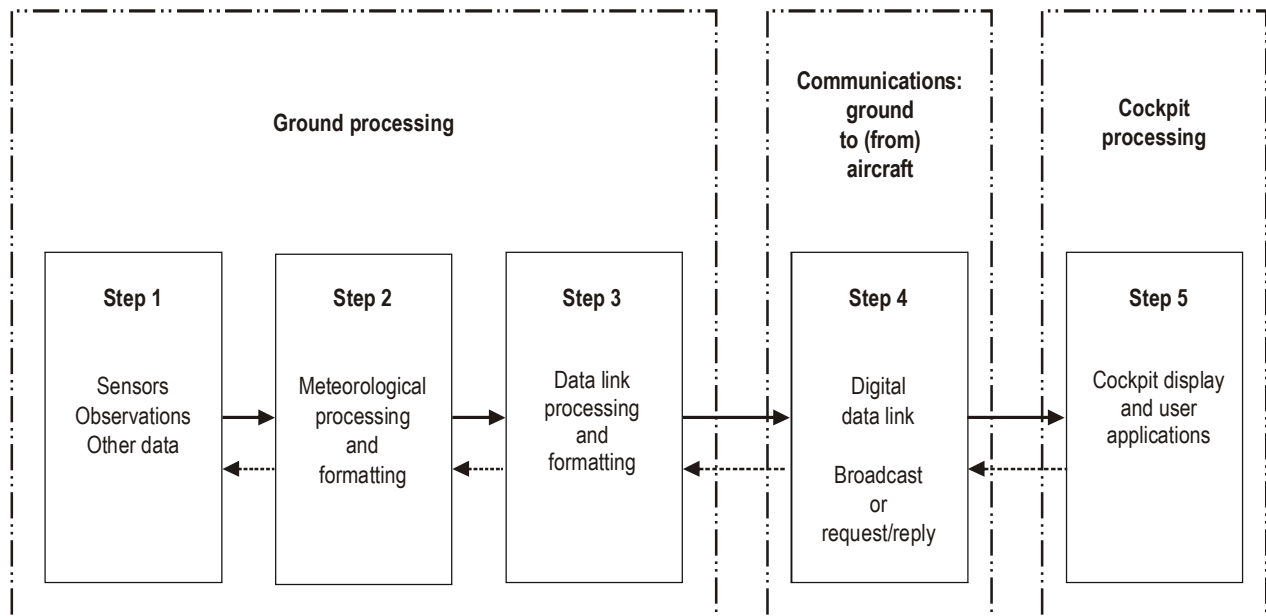 Ground processing
Communications:
ground
to (from)
aircraft
Cockpit
processing
Step 1
Sensors
Observations
Other data
Step 2
Meteorological
processing
and
formatting
Step 3
Data link
processing
and
formatting
Step 4
Digital
data link
Broadcast
or
request/reply
Step 5
Cockpit display
and user
applications